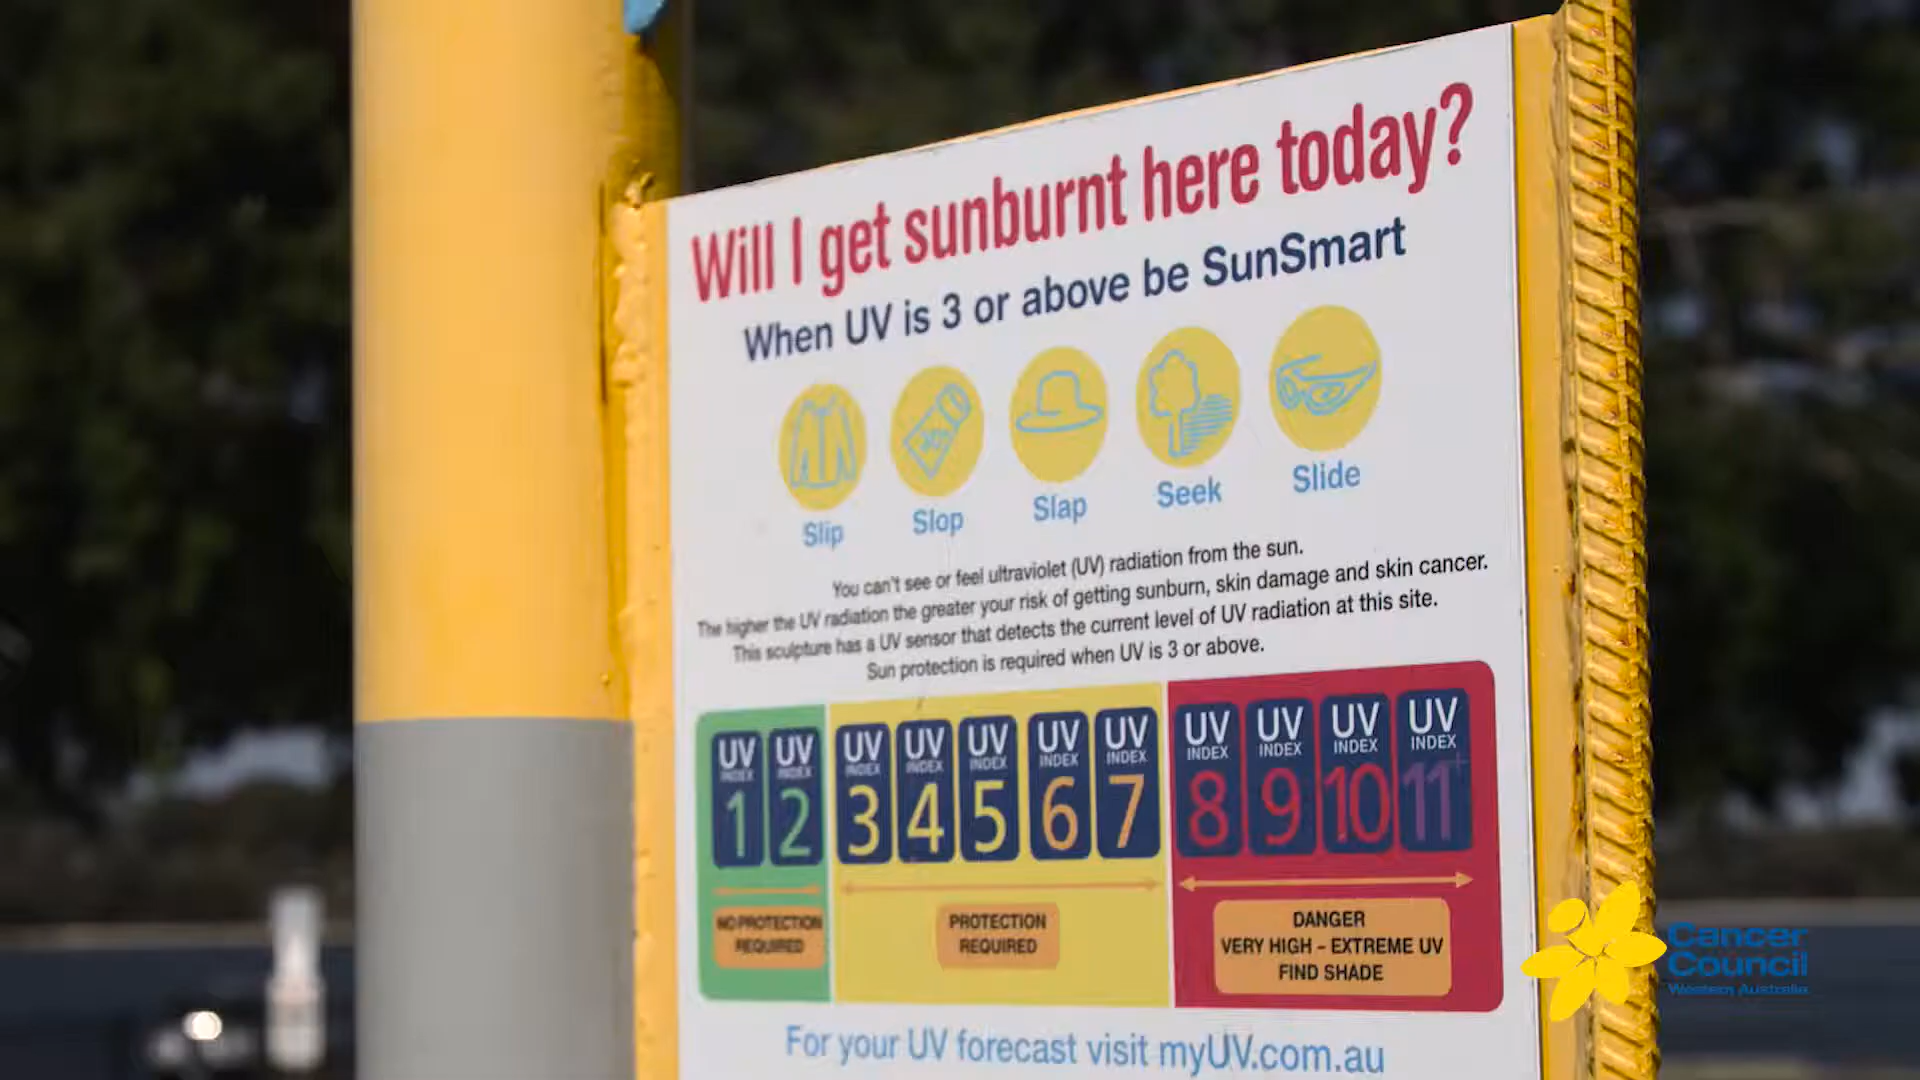 Will I get sunburnt here today?
When UV is 3 or above be SunSmart
Slip
Slop
Slap
Seek
Slide
You can't see or feel ultraviolet (UV) radiation from the sun.
The higher the UV radiation the greater your risk of getting sunburn, skin damage and skin cancer.
This sculpture has a UV sensor that detects the current level of UV radiation at this site.
Sun protection is required when UV is 3 or above.
UV INDEX 1
UV INDEX 2
UV INDEX 3
UV INDEX 4
UV INDEX 5
UV INDEX 6
UV INDEX 7
UV INDEX 8
UV INDEX 9
UV INDEX 10
UV INDEX 11+
NO PROTECTION
REQUIRED
PROTECTION
REQUIRED
DANGER
VERY HIGH - EXTREME UV
FIND SHADE
For your UV forecast visit myUV.com.au
Cancer
Council
Western Australia